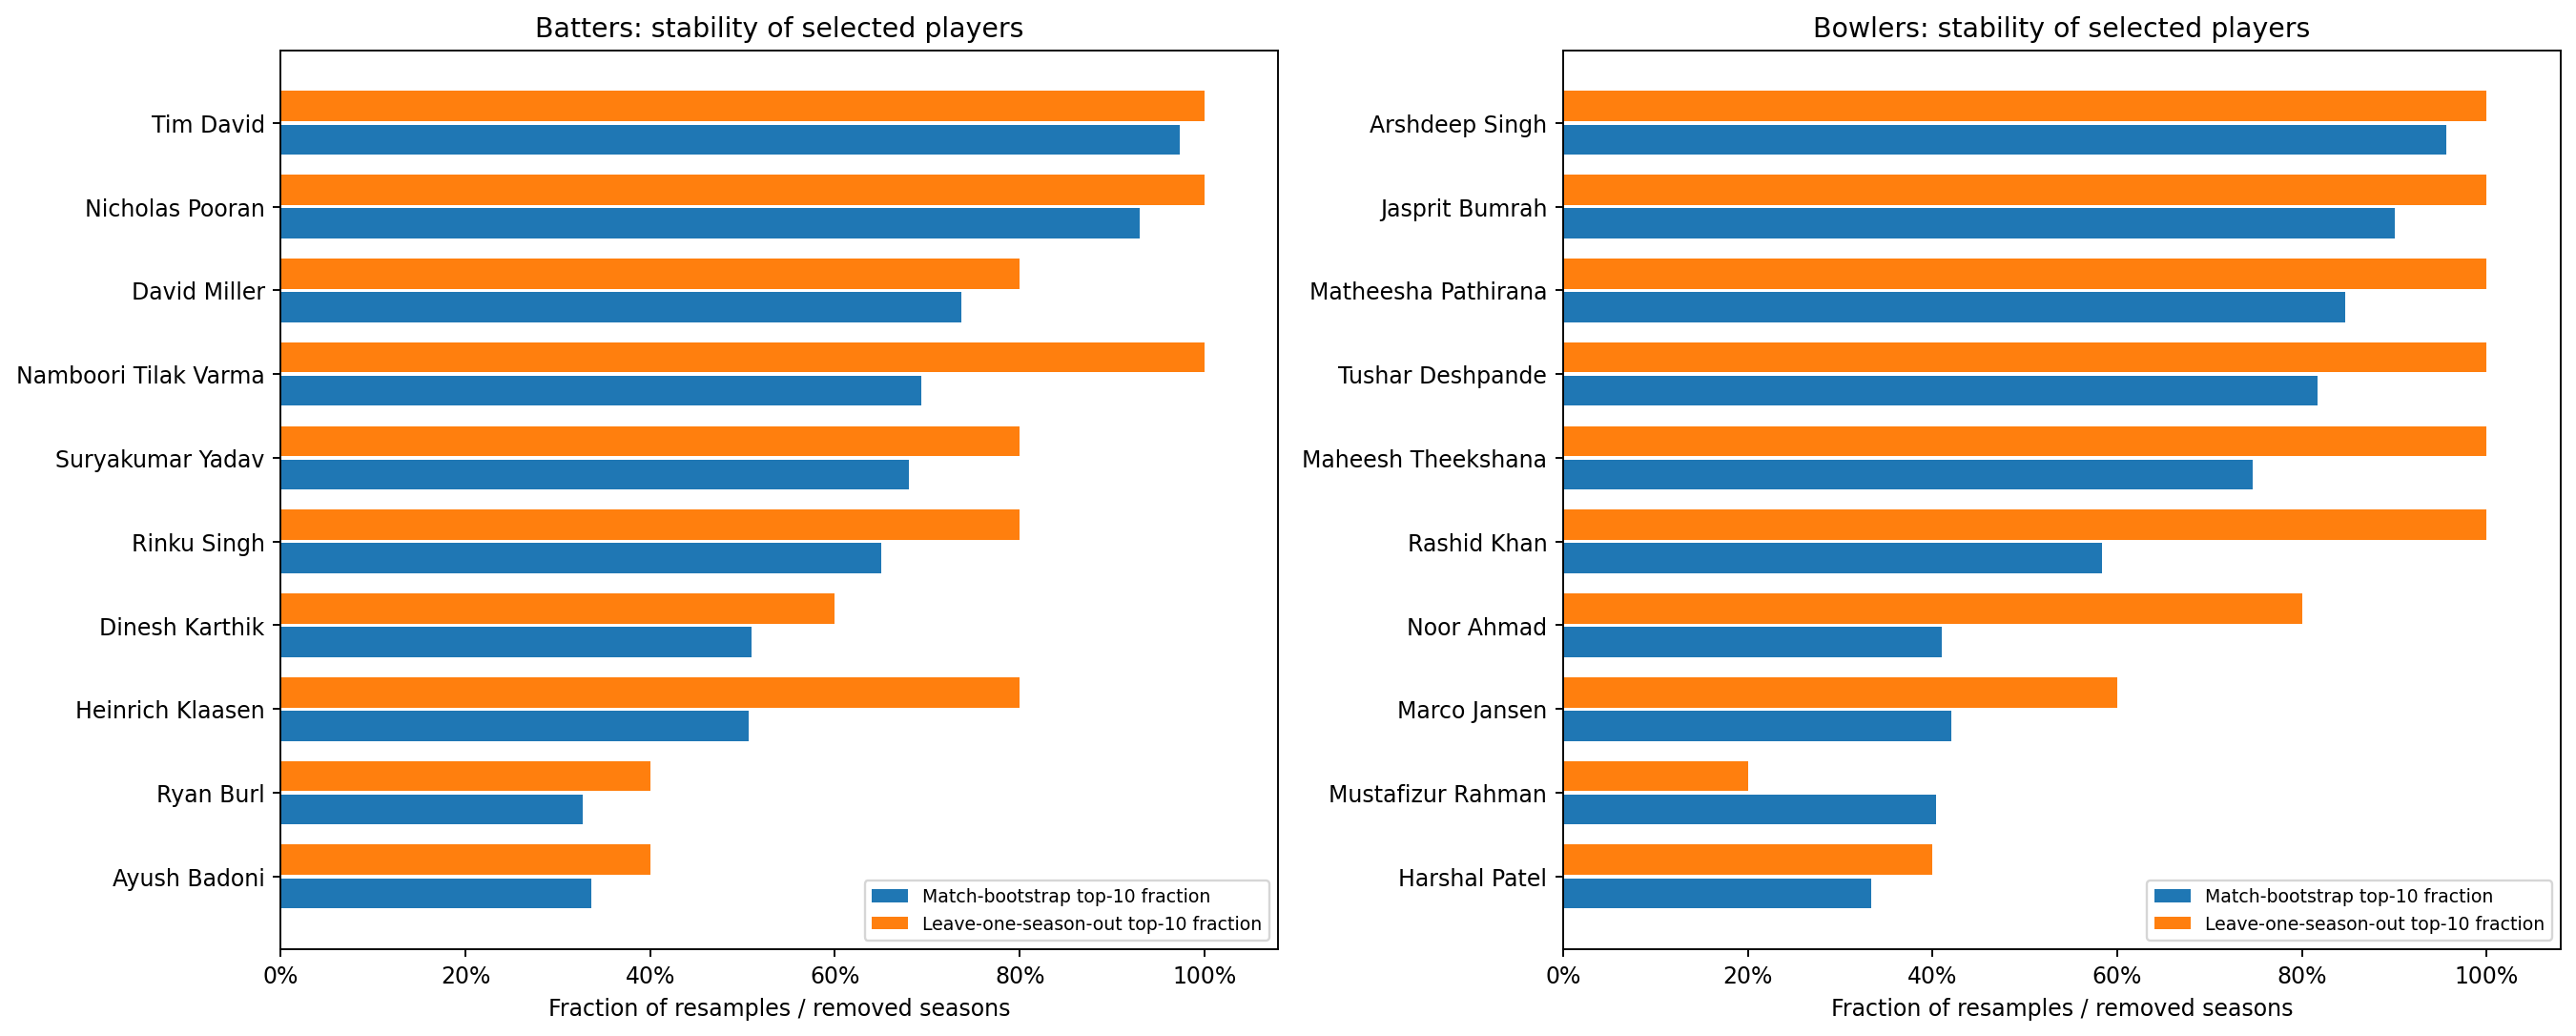 Batters: stability of selected players
Tim David
Nicholas Pooran
David Miller
Namboori Tilak Varma
Suryakumar Yadav
Rinku Singh
Dinesh Karthik
Heinrich Klaasen
Ryan Burl
Ayush Badoni
Match-bootstrap top-10 fraction
Leave-one-season-out top-10 fraction
0% 20% 40% 60% 80% 100%
Fraction of resamples / removed seasons
Bowlers: stability of selected players
Arshdeep Singh
Jasprit Bumrah
Matheesha Pathirana
Tushar Deshpande
Maheesh Theekshana
Rashid Khan
Noor Ahmad
Marco Jansen
Mustafizur Rahman
Harshal Patel
Match-bootstrap top-10 fraction
Leave-one-season-out top-10 fraction
0% 20% 40% 60% 80% 100%
Fraction of resamples / removed seasons